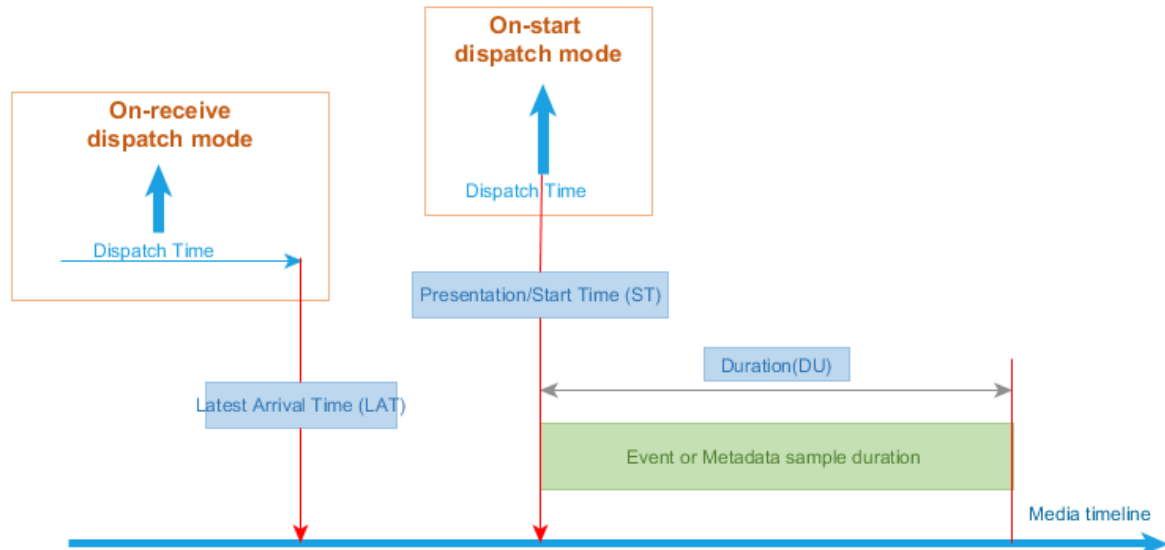 On-start
dispatch mode
On-receive
dispatch mode
Dispatch Time
Dispatch Time
Presentation/Start Time (ST)
Duration(DU)
Latest Arrival Time (LAT)
Event or Metadata sample duration
Media timeline